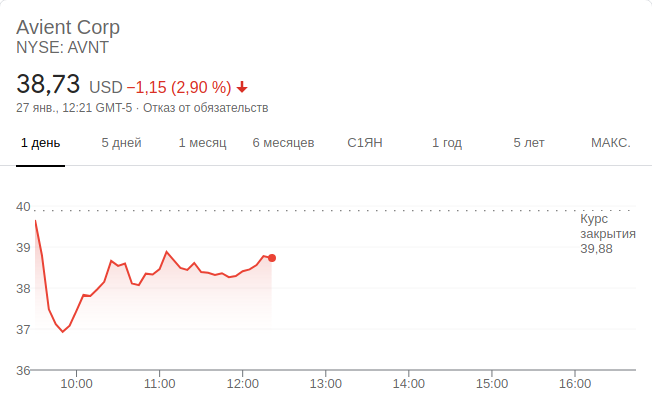 Avient Corp
NYSE: AVNT
38,73 USD −1,15 (2,90 %)
27 янв., 12:21 GMT-5 · Отказ от обязательств
1 день 5 дней 1 месяц 6 месяцев С1ЯН 1 год 5 лет МАКС.
40
Курс
закрытия
39,88
39
38
37
36
10:00 11:00 12:00 13:00 14:00 15:00 16:00